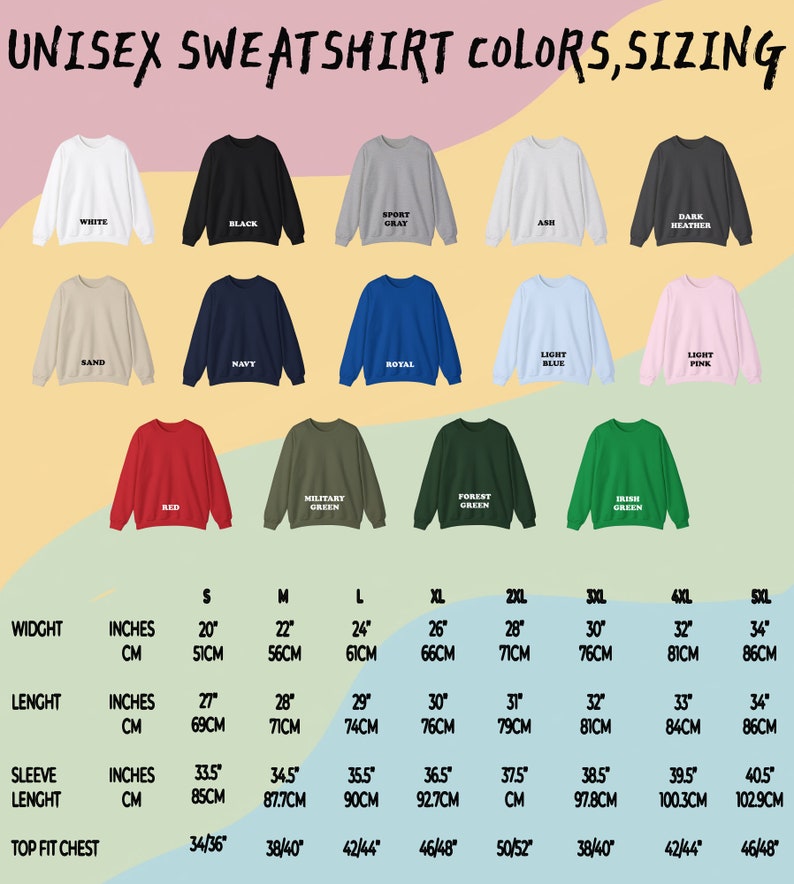 UNISEX SWEATSHIRT COLORS,SIZING
WHITE
BLACK
SPORT
GRAY
ASH
DARK
HEATHER
SAND
NAVY
ROYAL
LIGHT
BLUE
LIGHT
PINK
RED
MILITARY
GREEN
FOREST
GREEN
IRISH
GREEN
S M L XL 2XL 3XL 4XL 5XL
WIDGHT INCHES 20" 22" 24" 26" 28" 30" 32" 34"
CM 51CM 56CM 61CM 66CM 71CM 76CM 81CM 86CM
LENGHT INCHES 27" 28" 29" 30" 31" 32" 33" 34"
CM 69CM 71CM 74CM 76CM 79CM 81CM 84CM 86CM
SLEEVE INCHES 33.5" 34.5" 35.5" 36.5" 37.5" 38.5" 39.5" 40.5"
LENGHT CM 85CM 87.7CM 90CM 92.7CM CM 97.8CM 100.3CM 102.9CM
TOP FIT CHEST 34/36" 38/40" 42/44" 46/48" 50/52" 38/40" 42/44" 46/48"